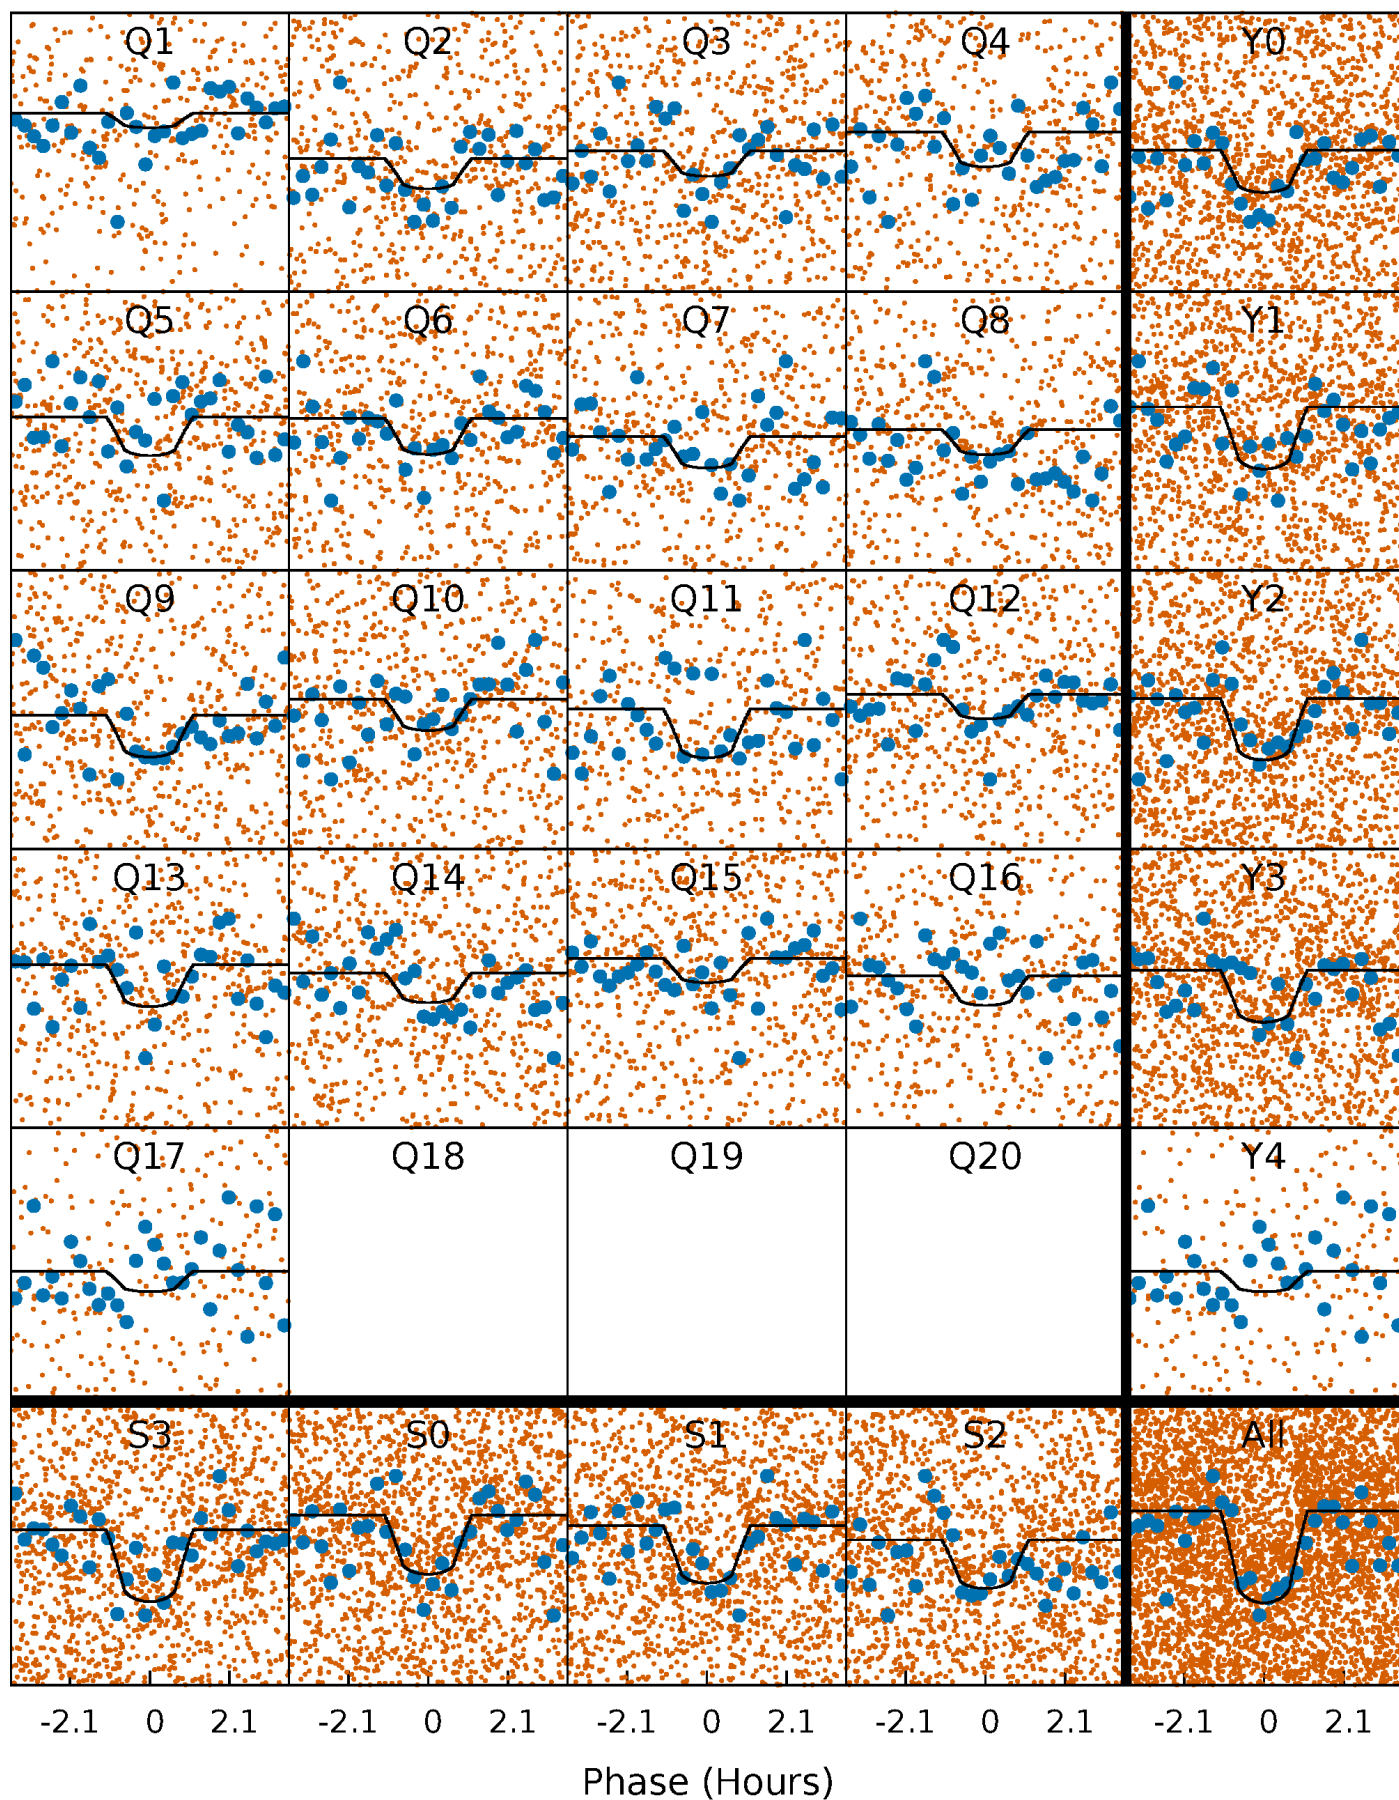 Q1 Q2 Q3 Q4 Y0
Q5 Q6 Q7 Q8 Y1
Q9 Q10 Q11 Q12 Y2
Q13 Q14 Q15 Q16 Y3
Q17 Q18 Q19 Q20 Y4
S3 S0 S1 S2 All
-2.1 0 2.1 -2.1 0 2.1 -2.1 0 2.1 -2.1 0 2.1 -2.1 0 2.1
Phase (Hours)